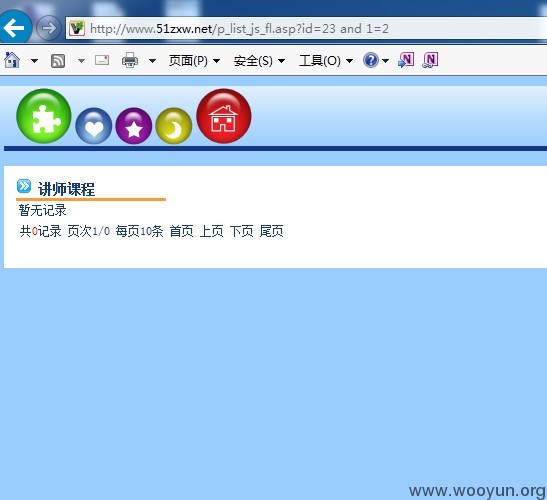 http://www.51zxw.net/p_list_js_fl.asp?id=23 and 1=2
页面(P) 安全(S) 工具(O)
讲师课程
暂无记录
共0记录 页次1/0 每页10条 首页 上页 下页 尾页
www.wooyun.org